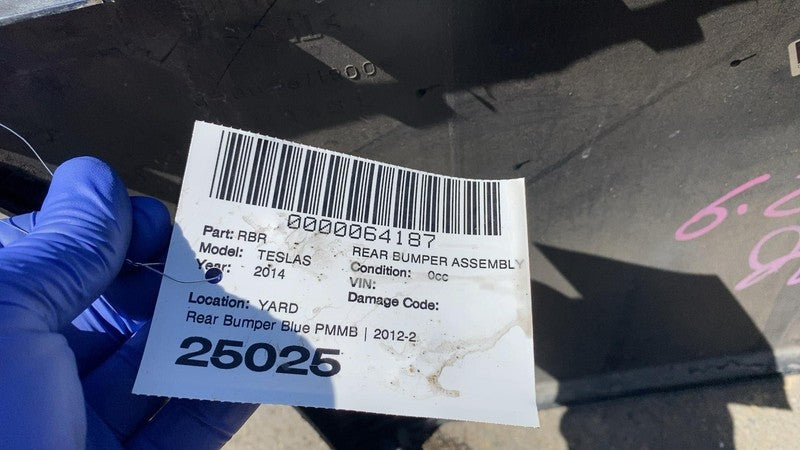 0000064187
Part: RBR REAR BUMPER ASSEMBLY
Model: TESLAS Condition: 0cc
Year: 2014 VIN:
Damage Code:
Location: YARD
Rear Bumper Blue PMMB | 2012-2
25025